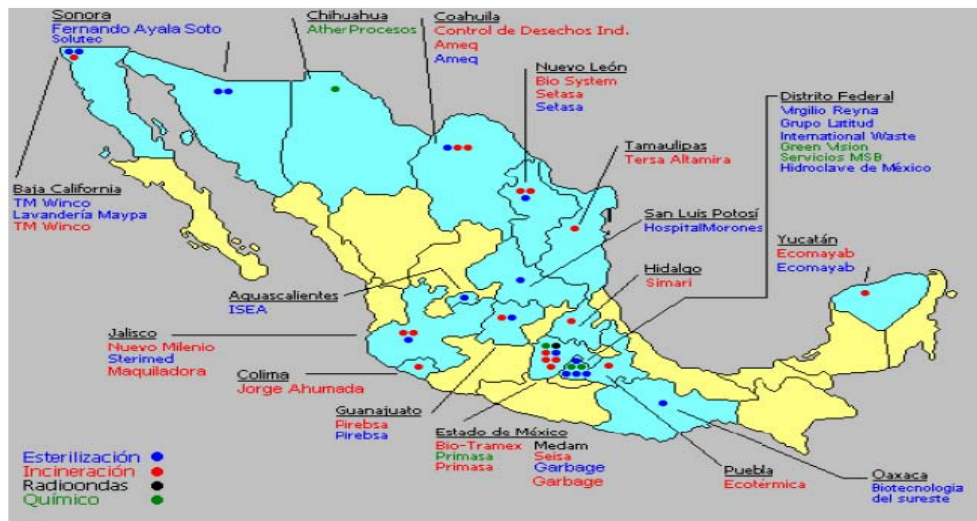 Sonora
Fernando Ayala Soto
Solutec
Chihuahua
AtherProcesos
Coahuila
Control de Desechos Ind.
Ameq
Ameq
Nuevo León
Bio System
Setasa
Setasa
Distrito Federal
Virgilio Reyna
Grupo Latitud
International Waste
Green Vision
Servicios MSB
Hidroclave de México
Tamaulipas
Tersa Altamira
Baja California
TM Winco
Lavandería Maypa
TM Winco
San Luis Potosí
HospitalMorones
Yucatán
Ecomayab
Ecomayab
Hidalgo
Simari
Aguascalientes
ISEA
Jalisco
Nuevo Milenio
Sterimed
Maquiladora
Colima
Jorge Ahumada
Guanajuato
Pirebsa
Pirebsa
Estado de México
Bio-Tramex Medam
Primasa Seisa
Primasa Garbage
Garbage
Puebla
Ecotérmica
Oaxaca
Biotecnologia
del sureste
Esterilización
Incineración
Radioondas
Químico